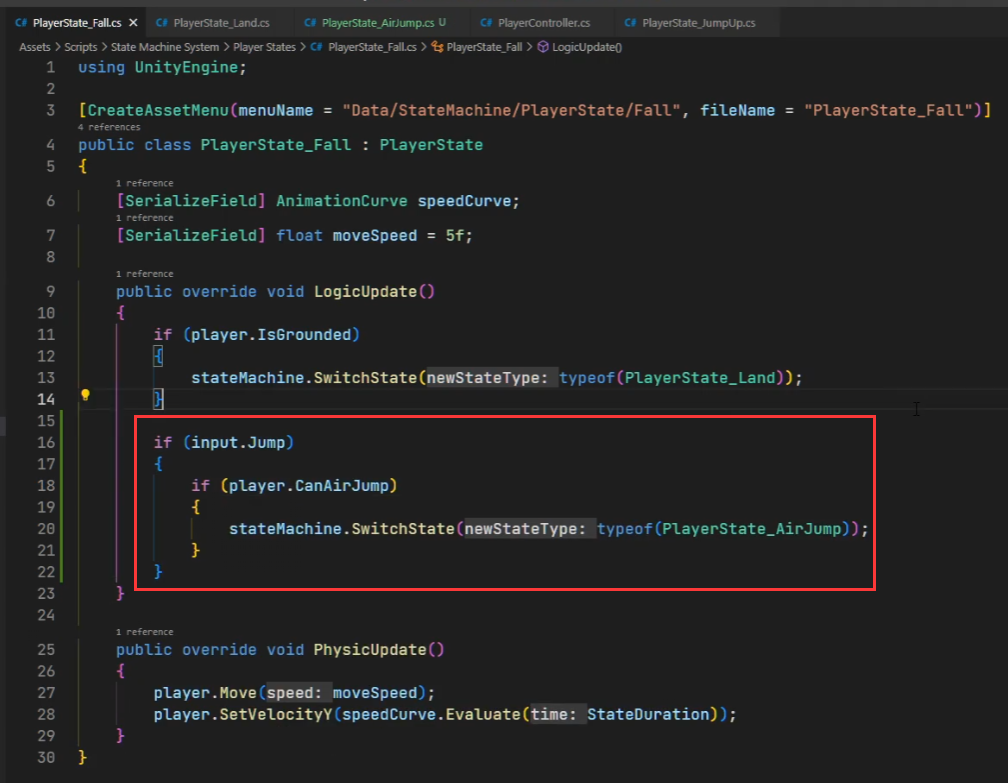 C# PlayerState_Fall.cs × C# PlayerState_Land.cs C# PlayerState_AirJump.cs U C# PlayerController.cs C# PlayerState_JumpUp.cs
Assets > Scripts > State Machine System > Player States > C# PlayerState_Fall.cs > PlayerState_Fall > LogicUpdate()
1 using UnityEngine;
2
3 [CreateAssetMenu(menuName = "Data/StateMachine/PlayerState/Fall", fileName = "PlayerState_Fall")]
4 references
4 public class PlayerState_Fall : PlayerState
5 {
1 reference
6 [SerializeField] AnimationCurve speedCurve;
1 reference
7 [SerializeField] float moveSpeed = 5f;
8
1 reference
9 public override void LogicUpdate()
10 {
11 if (player.IsGrounded)
12 {
13 stateMachine.SwitchState(newStateType: typeof(PlayerState_Land));
14 }
15
16 if (input.Jump)
17 {
18 if (player.CanAirJump)
19 {
20 stateMachine.SwitchState(newStateType: typeof(PlayerState_AirJump));
21 }
22 }
23 }
24
1 reference
25 public override void PhysicUpdate()
26 {
27 player.Move(speed: moveSpeed);
28 player.SetVelocityY(speedCurve.Evaluate(time: StateDuration));
29 }
30 }